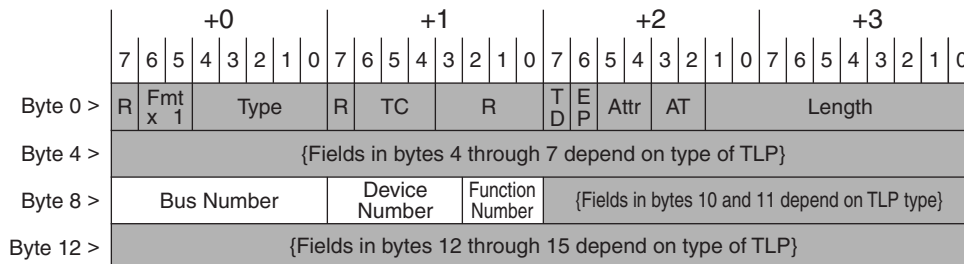 +0 +1 +2 +3
7 6 5 4 3 2 1 0 7 6 5 4 3 2 1 0 7 6 5 4 3 2 1 0 7 6 5 4 3 2 1 0
Byte 0 > R Fmt x 1 Type R TC R TD EP Attr AT Length
Byte 4 > {Fields in bytes 4 through 7 depend on type of TLP}
Byte 8 > Bus Number Device Number Function Number {Fields in bytes 10 and 11 depend on TLP type}
Byte 12 > {Fields in bytes 12 through 15 depend on type of TLP}